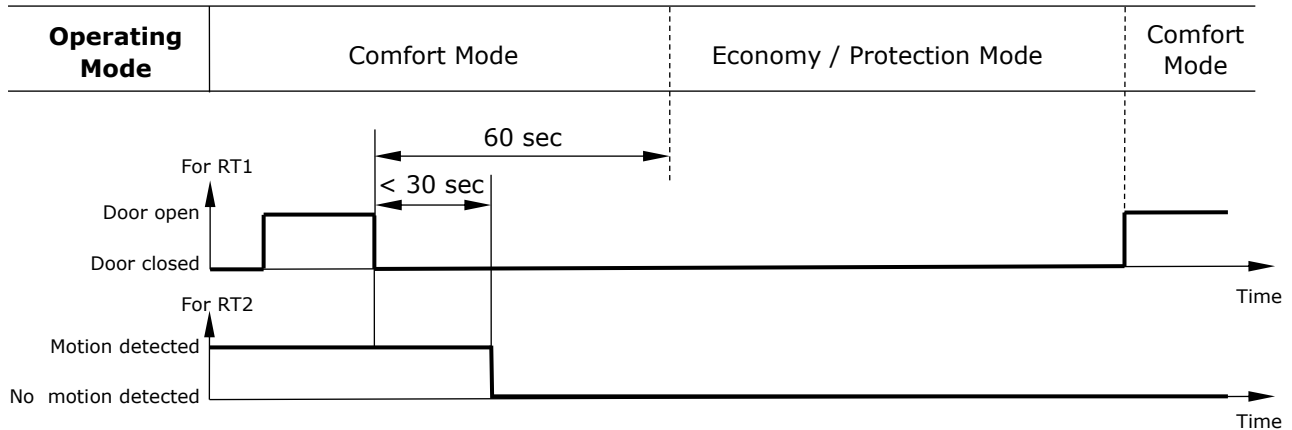 Operating
Mode
Comfort Mode
Economy / Protection Mode
Comfort
Mode
60 sec
For RT1
< 30 sec
Door open
Door closed
Time
For RT2
Motion detected
No motion detected
Time